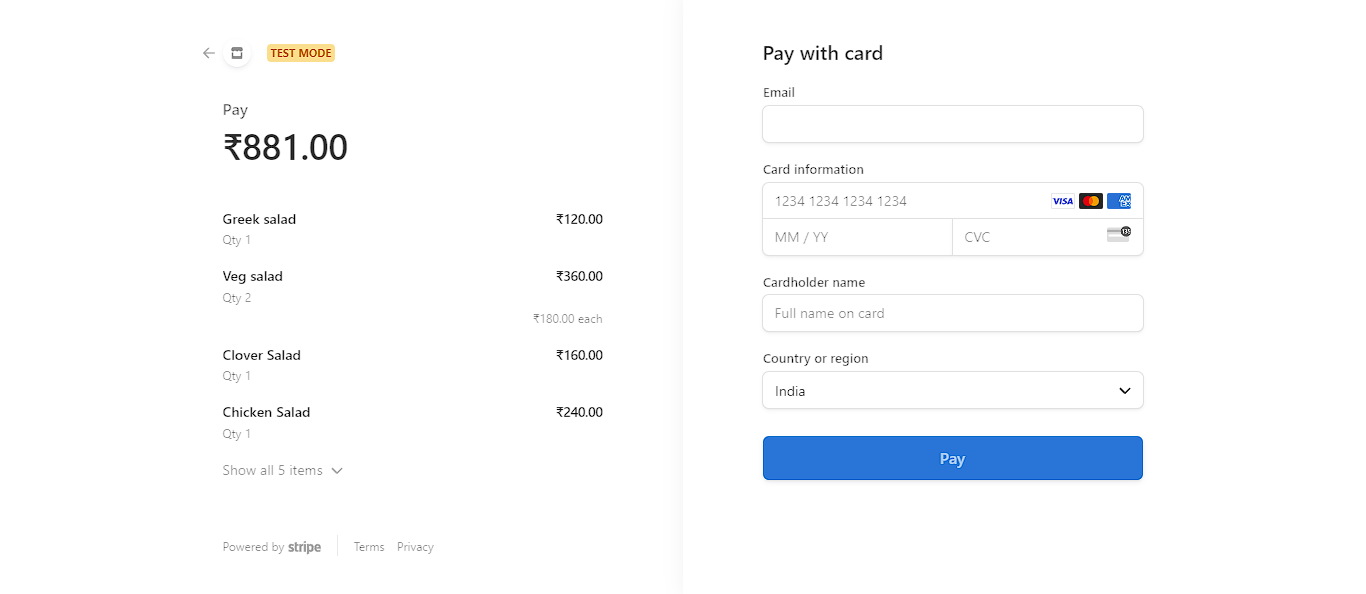 TEST MODE
Pay
₹881.00
Greek salad ₹120.00
Qty 1
Veg salad ₹360.00
Qty 2
₹180.00 each
Clover Salad ₹160.00
Qty 1
Chicken Salad ₹240.00
Qty 1
Show all 5 items
Powered by stripe Terms Privacy
Pay with card
Email
Card information
1234 1234 1234 1234 VISA
MM / YY CVC 135
Cardholder name
Full name on card
Country or region
India
Pay